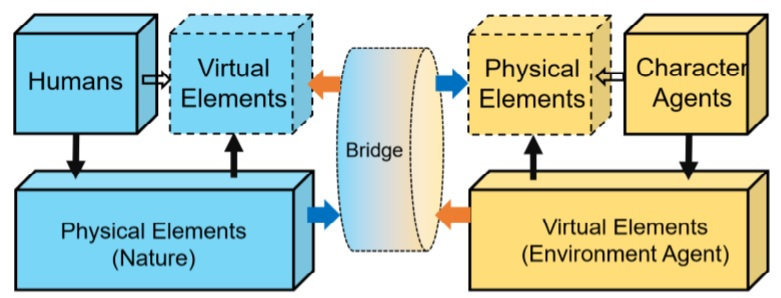 Humans
Virtual
Elements
Bridge
Physical
Elements
Character
Agents
Physical Elements
(Nature)
Virtual Elements
(Environment Agent)